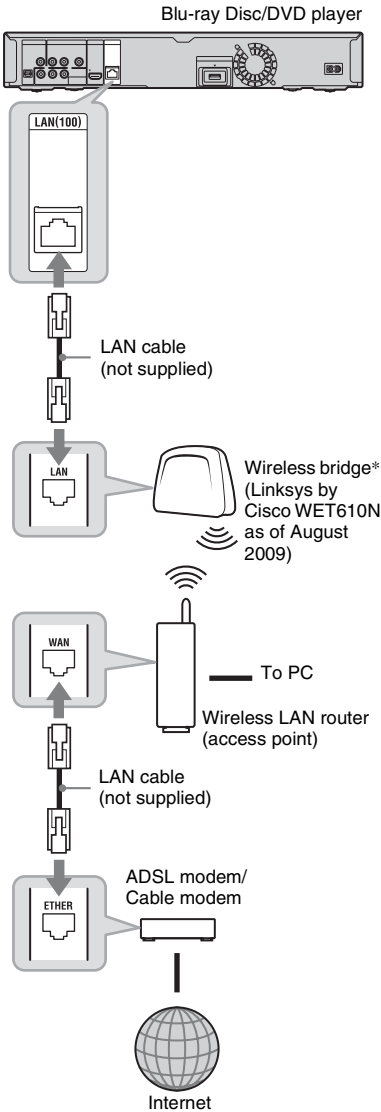 Blu-ray Disc/DVD player
LAN(100)
LAN cable
(not supplied)
LAN
Wireless bridge*
(Linksys by
Cisco WET610N
as of August
2009)
WAN
To PC
Wireless LAN router
(access point)
LAN cable
(not supplied)
ADSL modem/
Cable modem
ETHER
Internet